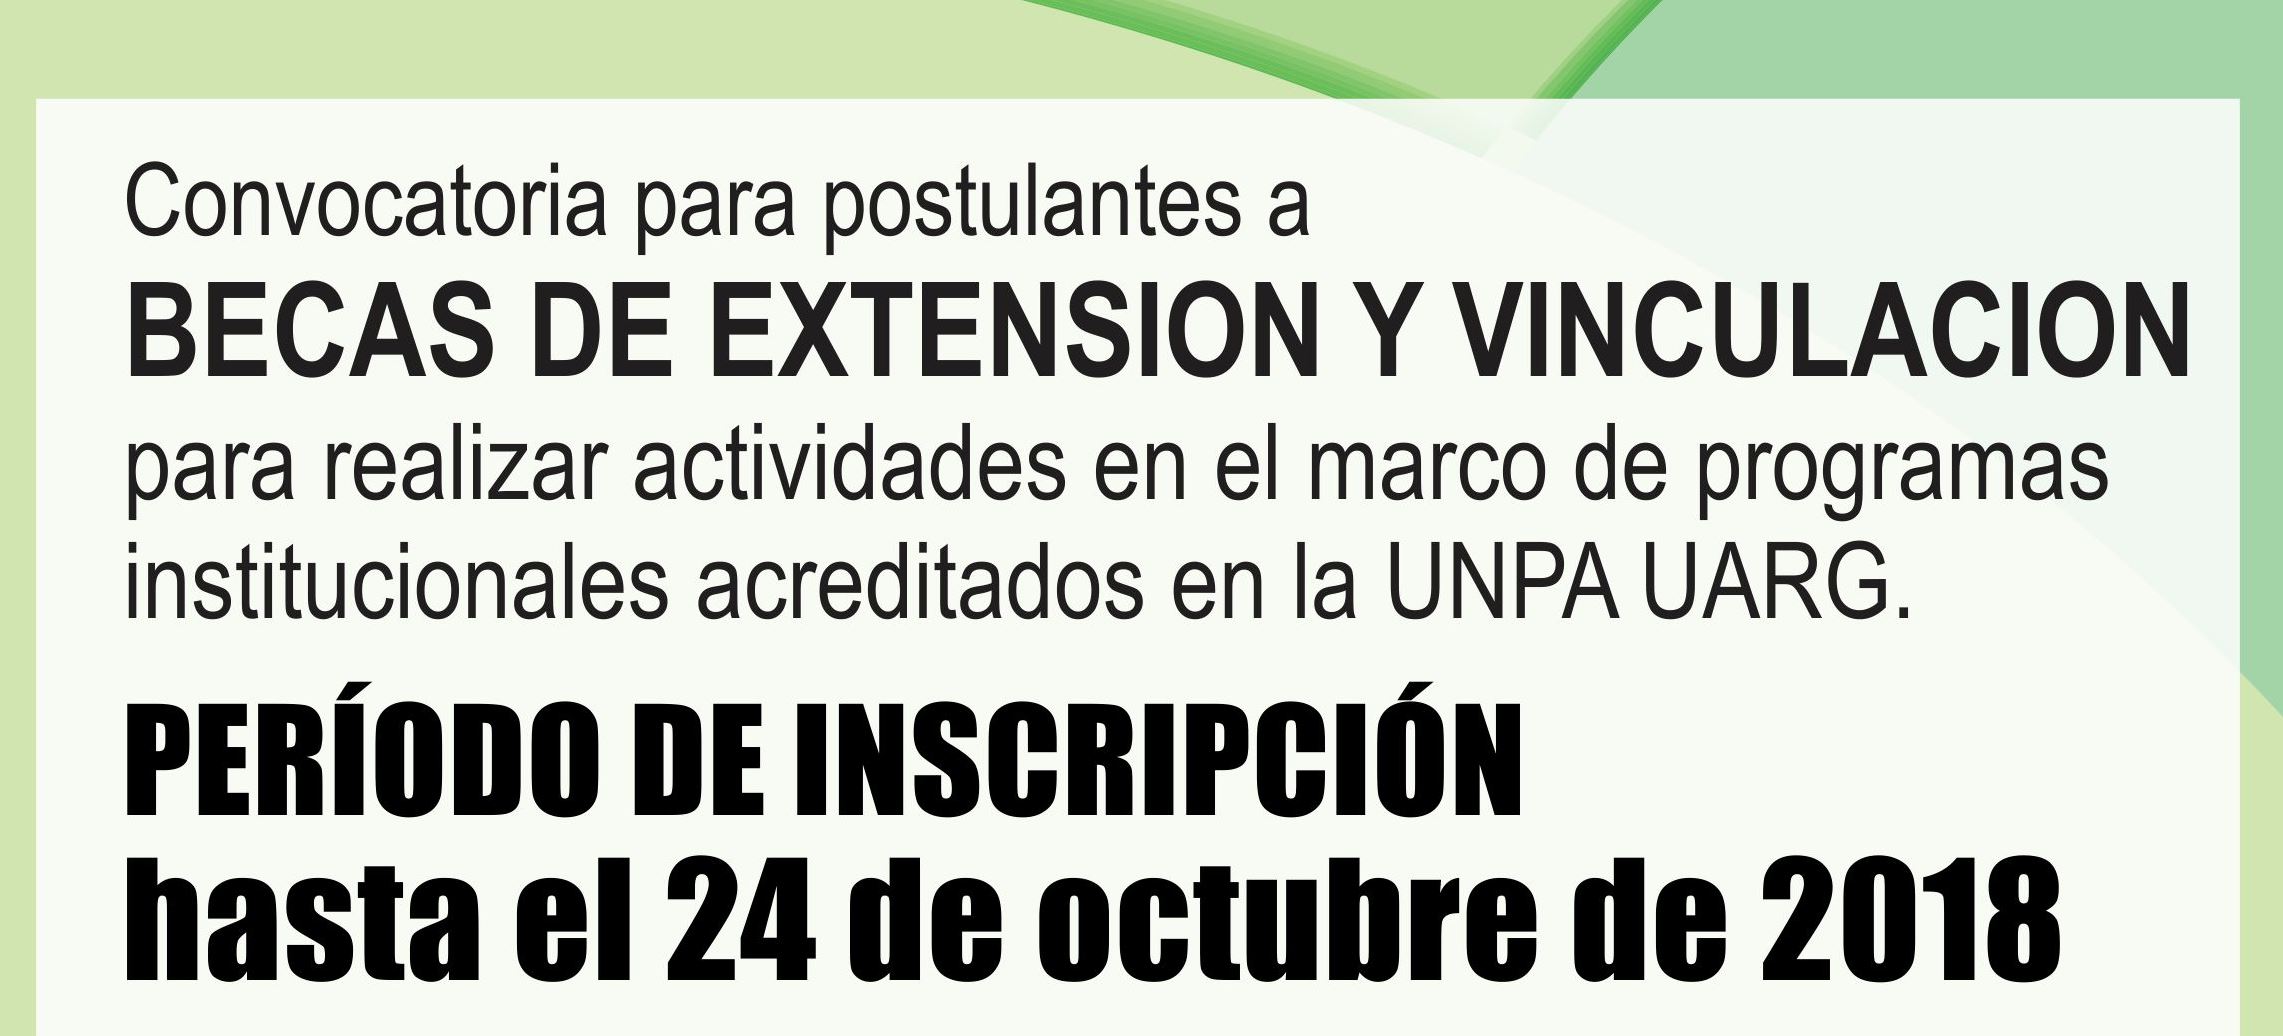 Convocatoria para postulantes a
BECAS DE EXTENSION Y VINCULACION
para realizar actividades en el marco de programas
institucionales acreditados en la UNPA UARG.
PERÍODO DE INSCRIPCIÓN
hasta el 24 de octubre de 2018